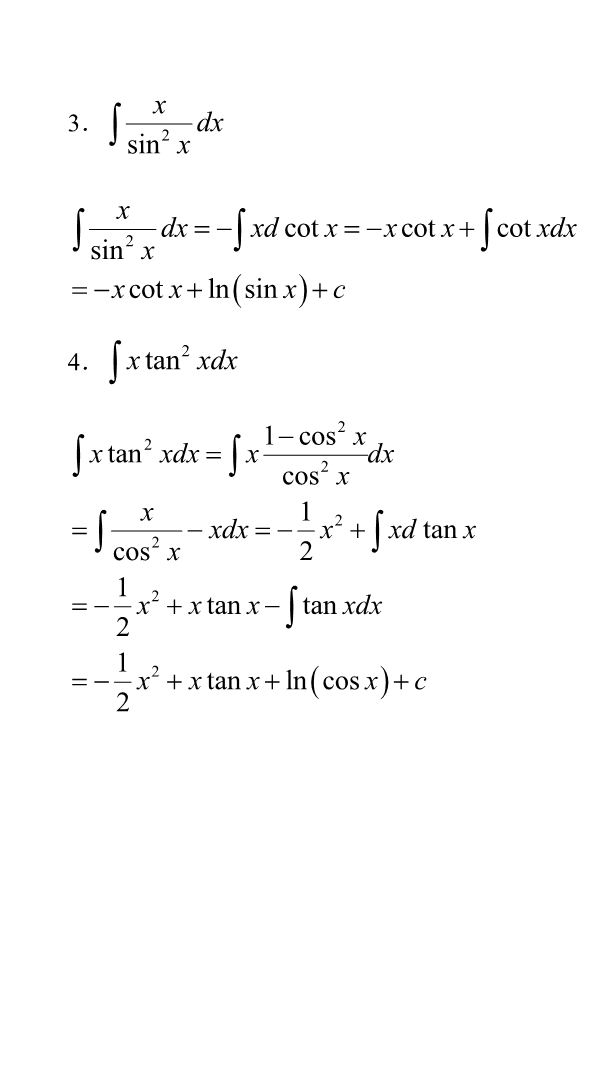 3. ∫ x/sin² x dx
∫ x/sin² x dx = −∫ xd cot x = −x cot x + ∫ cot xdx
= −x cot x + ln(sin x) + c
4. ∫ x tan² xdx
∫ x tan² xdx = ∫ x (1 − cos² x)/cos² x dx
= ∫ x/cos² x − xdx = −1/2 x² + ∫ xd tan x
= −1/2 x² + x tan x − ∫ tan xdx
= −1/2 x² + x tan x + ln(cos x) + c